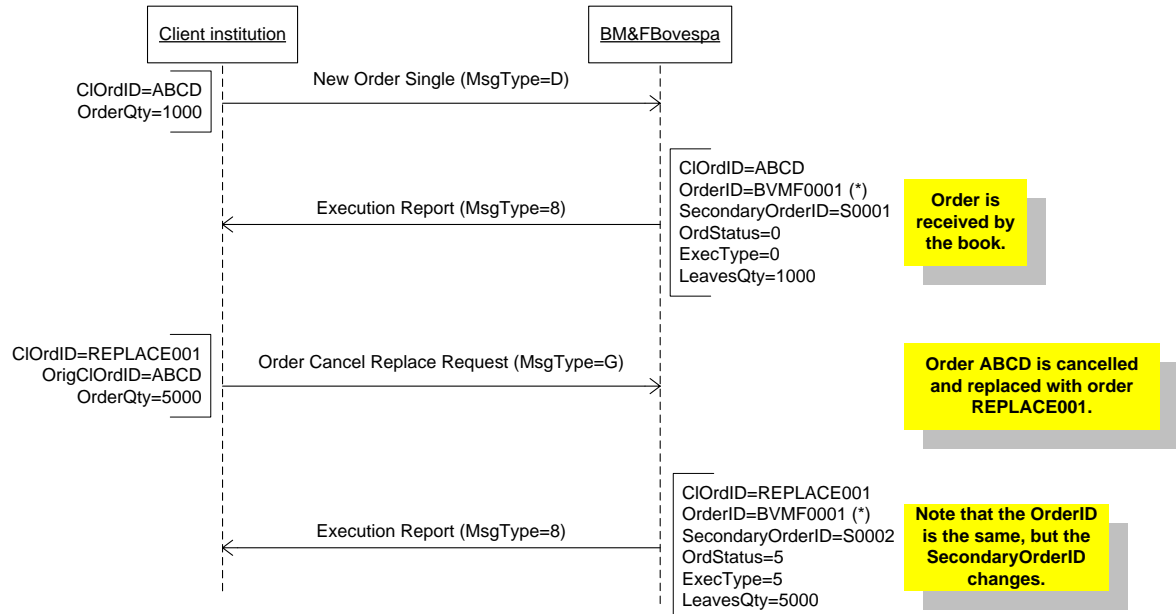 Client institution
BM&FBovespa
New Order Single (MsgType=D)
ClOrdID=ABCD
OrderQty=1000
ClOrdID=ABCD
OrderID=BVMF0001 (*)
SecondaryOrderID=S0001
OrdStatus=0
ExecType=0
LeavesQty=1000
Execution Report (MsgType=8)
Order is
received by
the book.
ClOrdID=REPLACE001
OrigClOrdID=ABCD
OrderQty=5000
Order Cancel Replace Request (MsgType=G)
Order ABCD is cancelled
and replaced with order
REPLACE001.
Execution Report (MsgType=8)
ClOrdID=REPLACE001
OrderID=BVMF0001 (*)
SecondaryOrderID=S0002
OrdStatus=5
ExecType=5
LeavesQty=5000
Note that the OrderID
is the same, but the
SecondaryOrderID
changes.